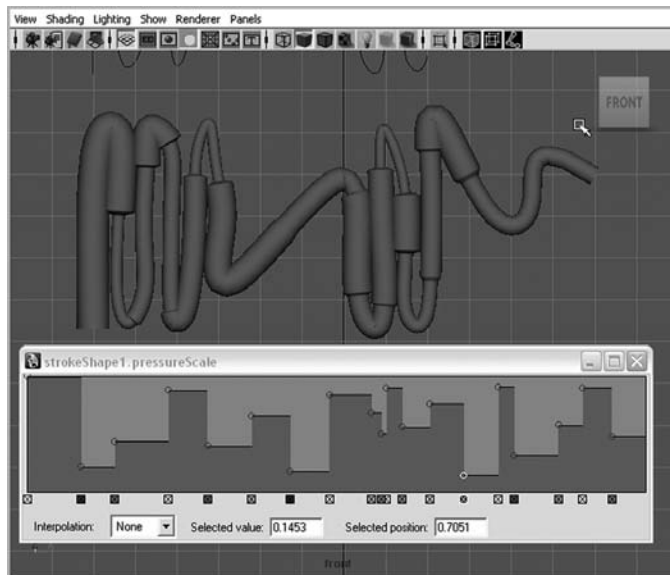 View Shading Lighting Show Renderer Panels
FRONT
strokeShape1.pressureScale
Interpolation: None Selected value: 0.1453 Selected position: 0.7051
front